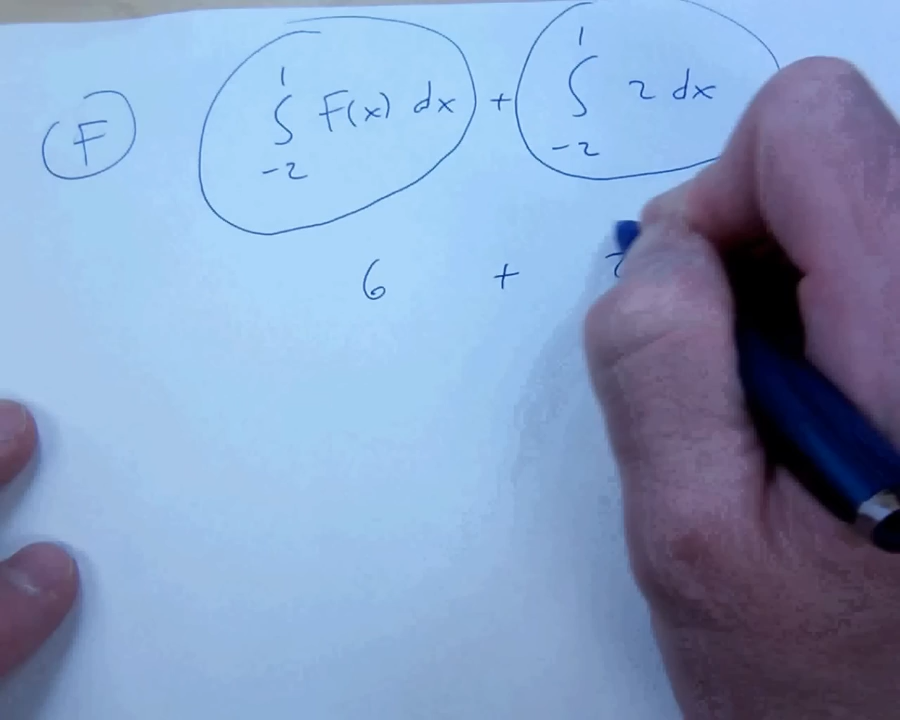 (F) ∫_{-2}^{1} F(x) dx + ∫_{-2}^{1} 2 dx
6 +